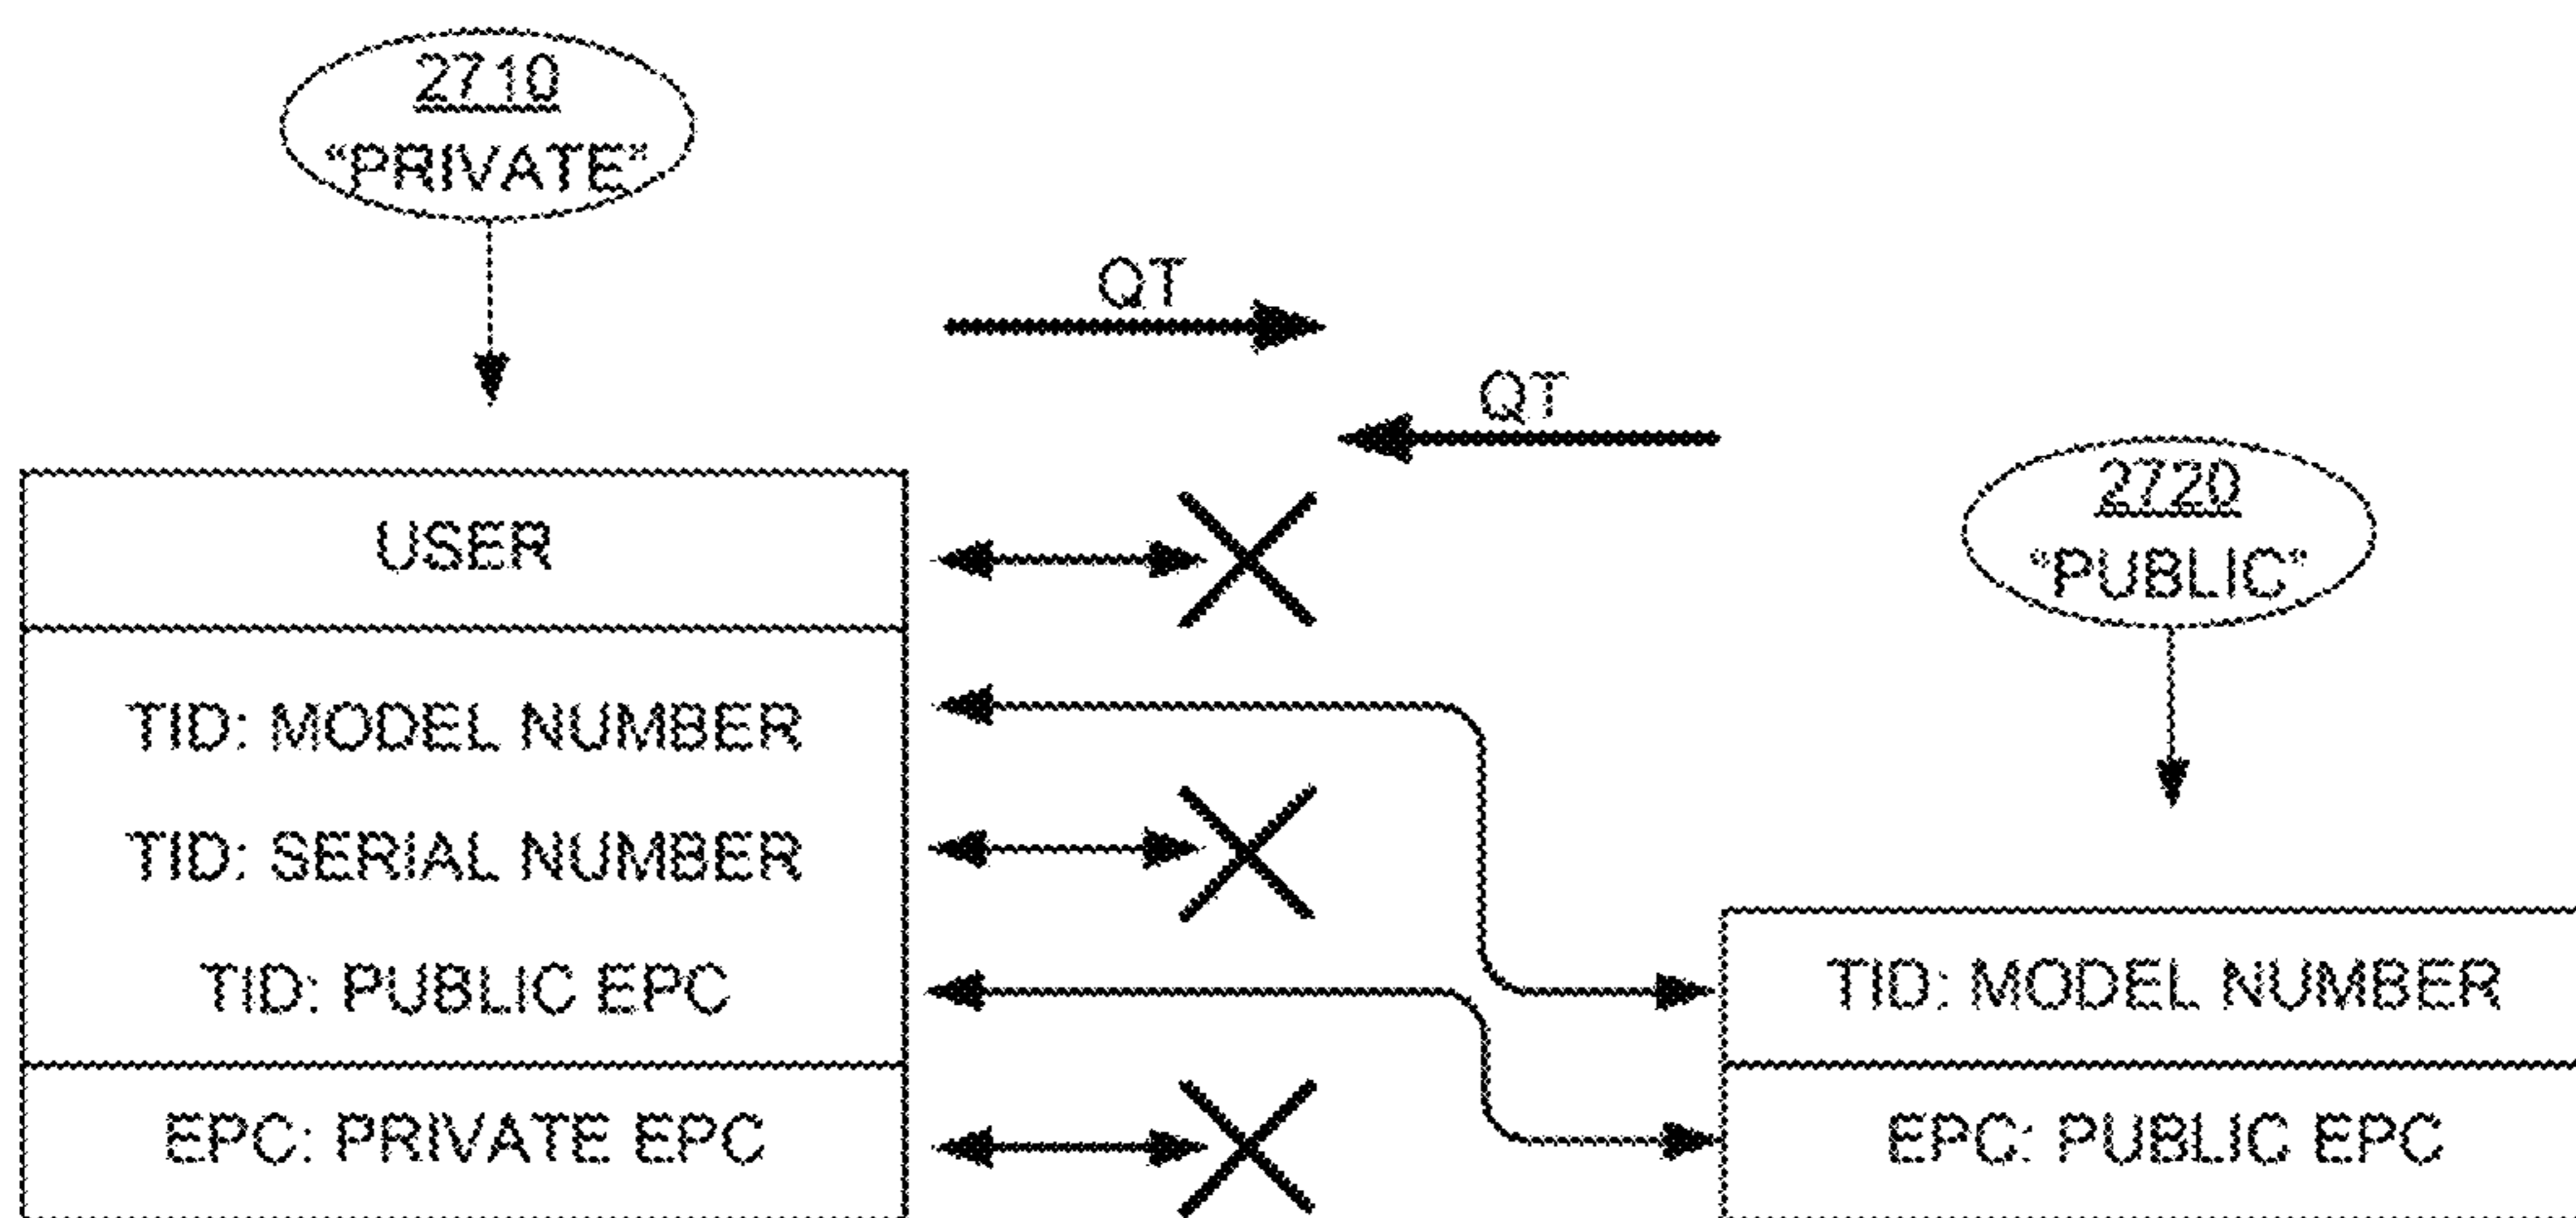 2710
“PRIVATE”
QT
QT
2720
“PUBLIC”
USER
TID: MODEL NUMBER
TID: SERIAL NUMBER
TID: PUBLIC EPC
EPC: PRIVATE EPC
TID: MODEL NUMBER
EPC: PUBLIC EPC